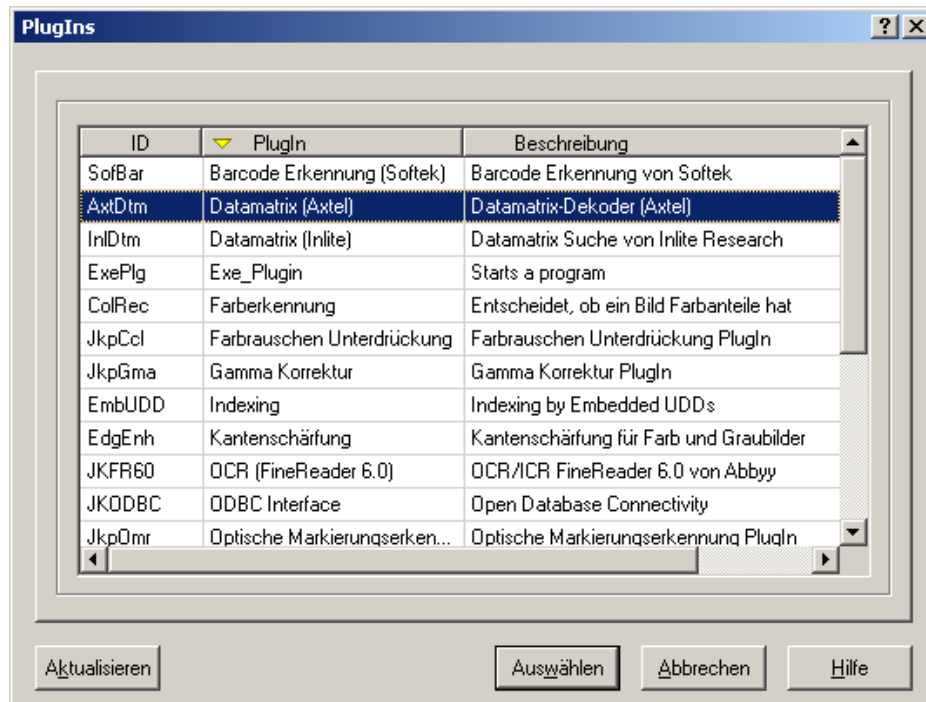 PlugIns
ID PlugIn Beschreibung
SofBar Barcode Erkennung (Softek) Barcode Erkennung von Softek
AxtDtm Datamatrix (Axtel) Datamatrix-Dekoder (Axtel)
InlDtm Datamatrix (Inlite) Datamatrix Suche von Inlite Research
ExePlg Exe_Plugin Starts a program
ColRec Farberkennung Entscheidet, ob ein Bild Farbanteile hat
JkpCcl Farbrauschen Unterdrückung Farbrauschen Unterdrückung PlugIn
JkpGma Gamma Korrektur Gamma Korrektur PlugIn
EmbUDD Indexing Indexing by Embedded UDDs
EdgEnh Kantenschärfung Kantenschärfung für Farb und Graubilder
JKFR60 OCR (FineReader 6.0) OCR/ICR FineReader 6.0 von Abbyy
JKODBC ODBC Interface Open Database Connectivity
JkpOmr Optische Markierungserken... Optische Markierungserkennung PlugIn
Aktualisieren Auswählen Abbrechen Hilfe